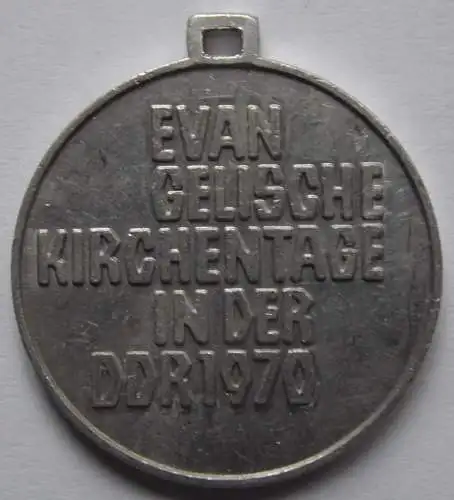 EVAN
GELISCHE
KIRCHENTAGE
IN DER
DDR 1970